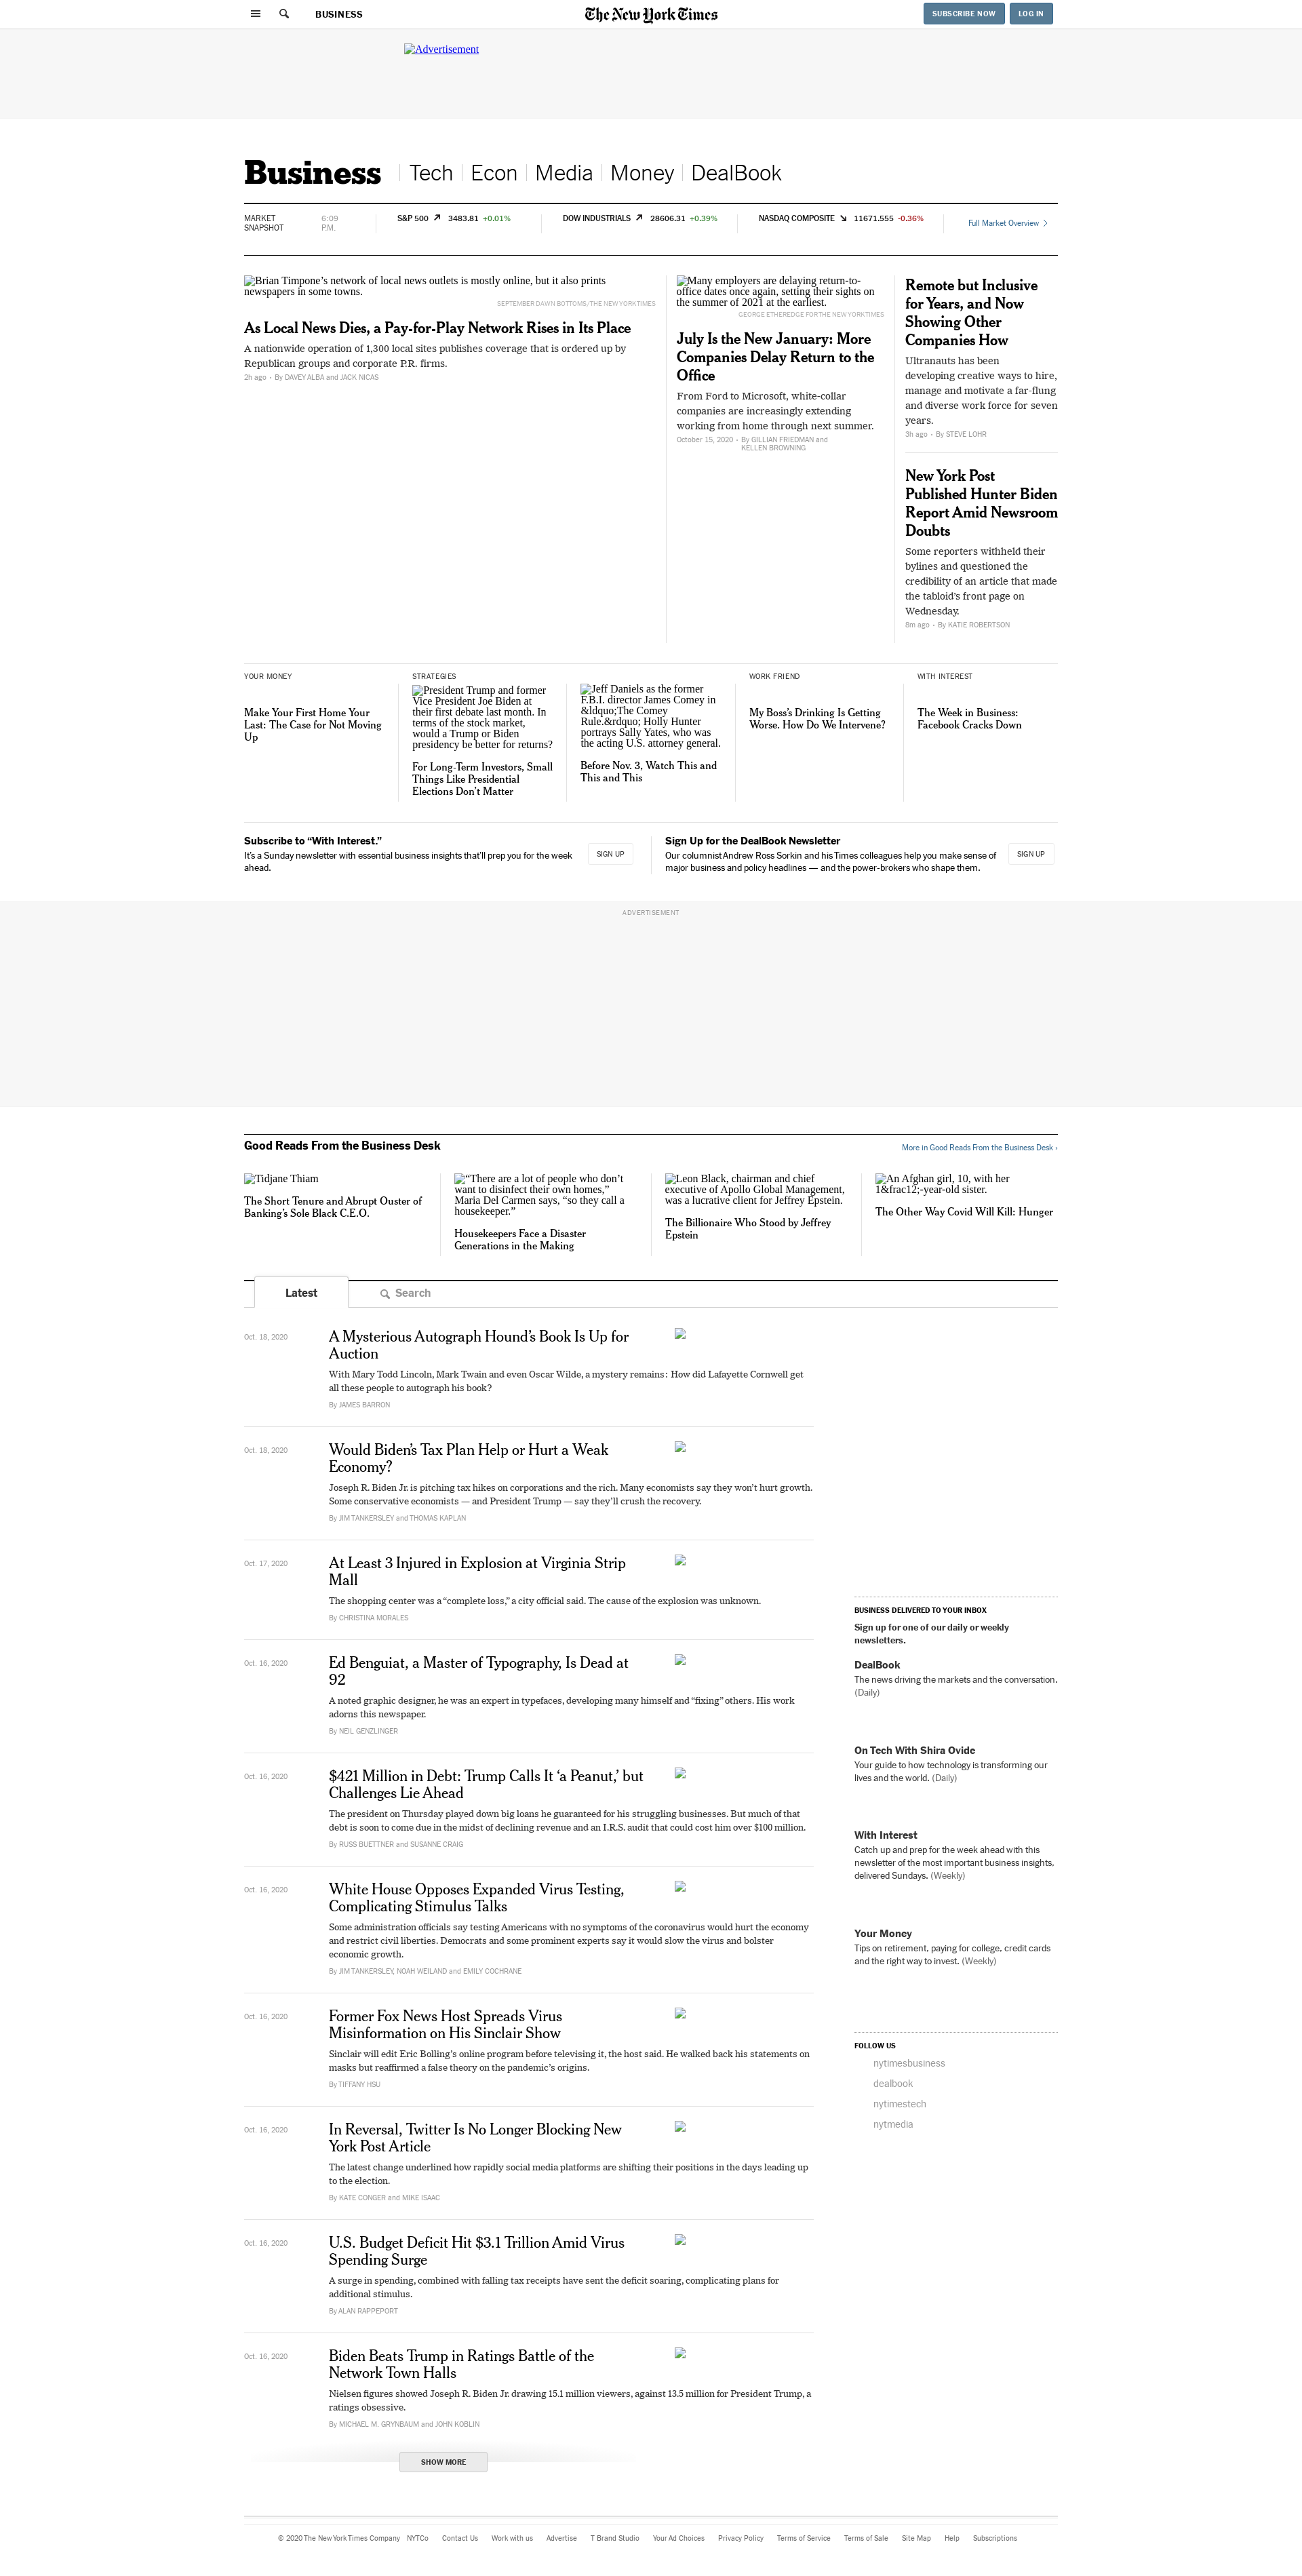 BUSINESS
The New York Times
SUBSCRIBE NOW
LOG IN
Advertisement
Business
Tech
Econ
Media
Money
DealBook
MARKET
SNAPSHOT
6:09
P.M.
S&P 500 3483.81 +0.01%
DOW INDUSTRIALS 28606.31 +0.39%
NASDAQ COMPOSITE 11671.555 -0.36%
Full Market Overview
Brian Timpone’s network of local news outlets is mostly online, but it also prints
newspapers in some towns.
SEPTEMBER DAWN BOTTOMS/THE NEW YORK TIMES
As Local News Dies, a Pay-for-Play Network Rises in Its Place
A nationwide operation of 1,300 local sites publishes coverage that is ordered up by
Republican groups and corporate P.R. firms.
2h ago • By DAVEY ALBA and JACK NICAS
Many employers are delaying return-to-
office dates once again, setting their sights on
the summer of 2021 at the earliest.
GEORGE ETHEREDGE FOR THE NEW YORK TIMES
July Is the New January: More
Companies Delay Return to the
Office
From Ford to Microsoft, white-collar
companies are increasingly extending
working from home through next summer.
October 15, 2020 • By GILLIAN FRIEDMAN and
KELLEN BROWNING
Remote but Inclusive
for Years, and Now
Showing Other
Companies How
Ultranauts has been
developing creative ways to hire,
manage and motivate a far-flung
and diverse work force for seven
years.
3h ago • By STEVE LOHR
New York Post
Published Hunter Biden
Report Amid Newsroom
Doubts
Some reporters withheld their
bylines and questioned the
credibility of an article that made
the tabloid’s front page on
Wednesday.
8m ago • By KATIE ROBERTSON
YOUR MONEY
Make Your First Home Your
Last: The Case for Not Moving
Up
STRATEGIES
President Trump and former
Vice President Joe Biden at
their first debate last month. In
terms of the stock market,
would a Trump or Biden
presidency be better for returns?
For Long-Term Investors, Small
Things Like Presidential
Elections Don’t Matter
Jeff Daniels as the former
F.B.I. director James Comey in
&ldquo;The Comey
Rule.&rdquo; Holly Hunter
portrays Sally Yates, who was
the acting U.S. attorney general.
Before Nov. 3, Watch This and
This and This
WORK FRIEND
My Boss’s Drinking Is Getting
Worse. How Do We Intervene?
WITH INTEREST
The Week in Business:
Facebook Cracks Down
Subscribe to “With Interest.”
It’s a Sunday newsletter with essential business insights that’ll prep you for the week
ahead.
SIGN UP
Sign Up for the DealBook Newsletter
Our columnist Andrew Ross Sorkin and his Times colleagues help you make sense of
major business and policy headlines — and the power-brokers who shape them.
SIGN UP
ADVERTISEMENT
Good Reads From the Business Desk
More in Good Reads From the Business Desk ›
Tidjane Thiam
The Short Tenure and Abrupt Ouster of
Banking’s Sole Black C.E.O.
“There are a lot of people who don’t
want to disinfect their own homes,”
Maria Del Carmen says, “so they call a
housekeeper.”
Housekeepers Face a Disaster
Generations in the Making
Leon Black, chairman and chief
executive of Apollo Global Management,
was a lucrative client for Jeffrey Epstein.
The Billionaire Who Stood by Jeffrey
Epstein
An Afghan girl, 10, with her
1&frac12;-year-old sister.
The Other Way Covid Will Kill: Hunger
Latest
Search
Oct. 18, 2020
A Mysterious Autograph Hound’s Book Is Up for
Auction
With Mary Todd Lincoln, Mark Twain and even Oscar Wilde, a mystery remains: How did Lafayette Cornwell get
all these people to autograph his book?
By JAMES BARRON
Oct. 18, 2020
Would Biden’s Tax Plan Help or Hurt a Weak
Economy?
Joseph R. Biden Jr. is pitching tax hikes on corporations and the rich. Many economists say they won’t hurt growth.
Some conservative economists — and President Trump — say they’ll crush the recovery.
By JIM TANKERSLEY and THOMAS KAPLAN
Oct. 17, 2020
At Least 3 Injured in Explosion at Virginia Strip
Mall
The shopping center was a “complete loss,” a city official said. The cause of the explosion was unknown.
By CHRISTINA MORALES
Oct. 16, 2020
Ed Benguiat, a Master of Typography, Is Dead at
92
A noted graphic designer, he was an expert in typefaces, developing many himself and “fixing” others. His work
adorns this newspaper.
By NEIL GENZLINGER
Oct. 16, 2020
$421 Million in Debt: Trump Calls It ‘a Peanut,’ but
Challenges Lie Ahead
The president on Thursday played down big loans he guaranteed for his struggling businesses. But much of that
debt is soon to come due in the midst of declining revenue and an I.R.S. audit that could cost him over $100 million.
By RUSS BUETTNER and SUSANNE CRAIG
Oct. 16, 2020
White House Opposes Expanded Virus Testing,
Complicating Stimulus Talks
Some administration officials say testing Americans with no symptoms of the coronavirus would hurt the economy
and restrict civil liberties. Democrats and some prominent experts say it would slow the virus and bolster
economic growth.
By JIM TANKERSLEY, NOAH WEILAND and EMILY COCHRANE
Oct. 16, 2020
Former Fox News Host Spreads Virus
Misinformation on His Sinclair Show
Sinclair will edit Eric Bolling’s online program before televising it, the host said. He walked back his statements on
masks but reaffirmed a false theory on the pandemic’s origins.
By TIFFANY HSU
Oct. 16, 2020
In Reversal, Twitter Is No Longer Blocking New
York Post Article
The latest change underlined how rapidly social media platforms are shifting their positions in the days leading up
to the election.
By KATE CONGER and MIKE ISAAC
Oct. 16, 2020
U.S. Budget Deficit Hit $3.1 Trillion Amid Virus
Spending Surge
A surge in spending, combined with falling tax receipts have sent the deficit soaring, complicating plans for
additional stimulus.
By ALAN RAPPEPORT
Oct. 16, 2020
Biden Beats Trump in Ratings Battle of the
Network Town Halls
Nielsen figures showed Joseph R. Biden Jr. drawing 15.1 million viewers, against 13.5 million for President Trump, a
ratings obsessive.
By MICHAEL M. GRYNBAUM and JOHN KOBLIN
SHOW MORE
BUSINESS DELIVERED TO YOUR INBOX
Sign up for one of our daily or weekly
newsletters.
DealBook
The news driving the markets and the conversation.
(Daily)
On Tech With Shira Ovide
Your guide to how technology is transforming our
lives and the world. (Daily)
With Interest
Catch up and prep for the week ahead with this
newsletter of the most important business insights,
delivered Sundays. (Weekly)
Your Money
Tips on retirement, paying for college, credit cards
and the right way to invest. (Weekly)
FOLLOW US
nytimesbusiness
dealbook
nytimestech
nytmedia
© 2020 The New York Times Company NYTCo Contact Us Work with us Advertise T Brand Studio Your Ad Choices Privacy Policy Terms of Service Terms of Sale Site Map Help Subscriptions